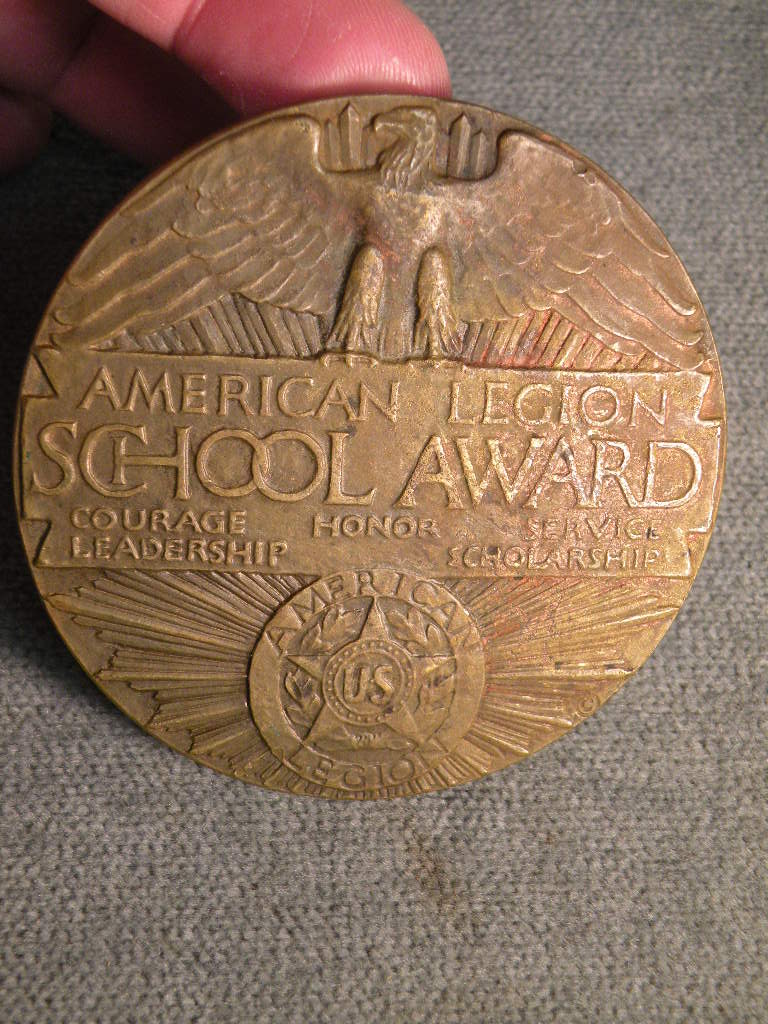 AMERICAN LEGION
SCHOOL AWARD
COURAGE HONOR SERVICE
LEADERSHIP SCHOLARSHIP
AMERICAN
US
LEGION
©